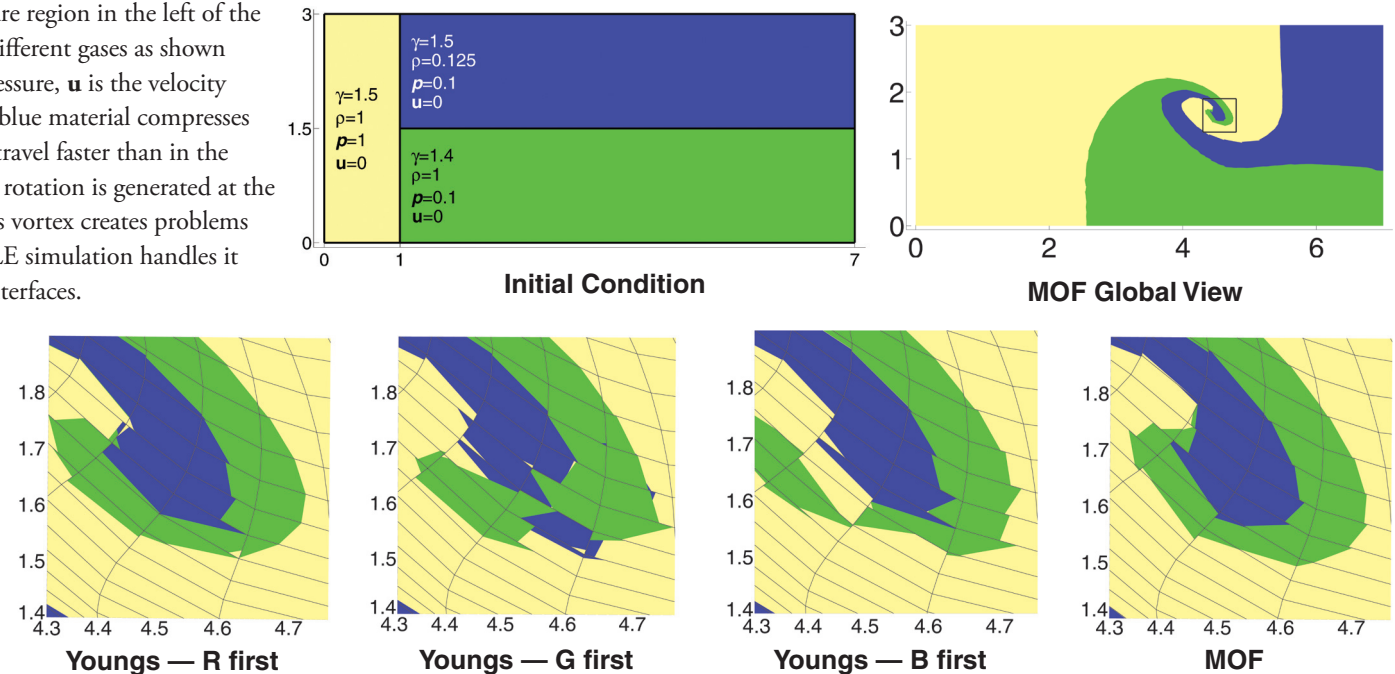 re region in the left of the
ifferent gases as shown
essure, u is the velocity
blue material compresses
travel faster than in the
rotation is generated at the
s vortex creates problems
LE simulation handles it
terfaces.
3
1.5
0
0
1
7
γ=1.5
ρ=1
p=1
u=0
γ=1.5
ρ=0.125
p=0.1
u=0
γ=1.4
ρ=1
p=0.1
u=0
Initial Condition
3
2
1
0
0 2 4 6
MOF Global View
1.8
1.7
1.6
1.5
1.4
4.3 4.4 4.5 4.6 4.7
Youngs — R first
1.8
1.7
1.6
1.5
1.4
4.3 4.4 4.5 4.6 4.7
Youngs — G first
1.8
1.7
1.6
1.5
1.4
4.3 4.4 4.5 4.6 4.7
Youngs — B first
1.8
1.7
1.6
1.5
1.4
4.3 4.4 4.5 4.6 4.7
MOF